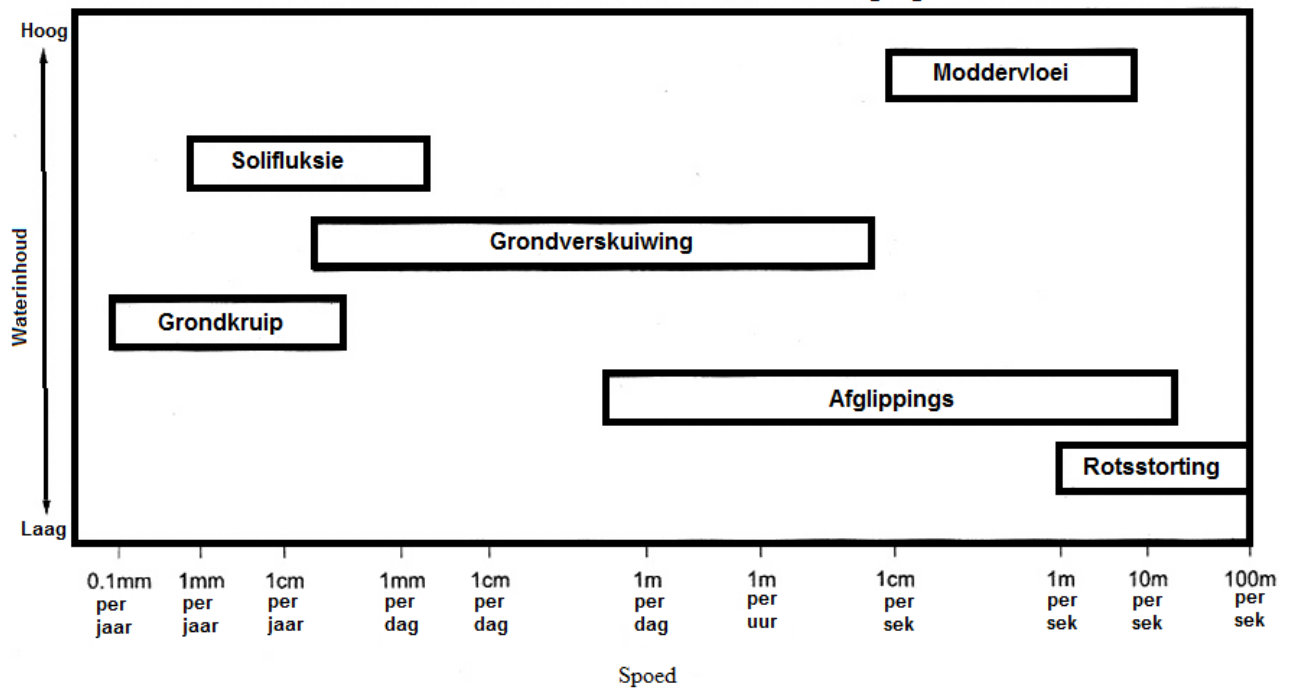 Hoog
Moddervloei
Solifluksie
Grondverskuiwing
Waterinhoud
Grondkruip
Afglippings
Rotsstorting
Laag
0.1mm per jaar
1mm per jaar
1cm per jaar
1mm per dag
1cm per dag
1m per dag
1m per uur
1cm per sek
1m per sek
10m per sek
100m per sek
Spoed